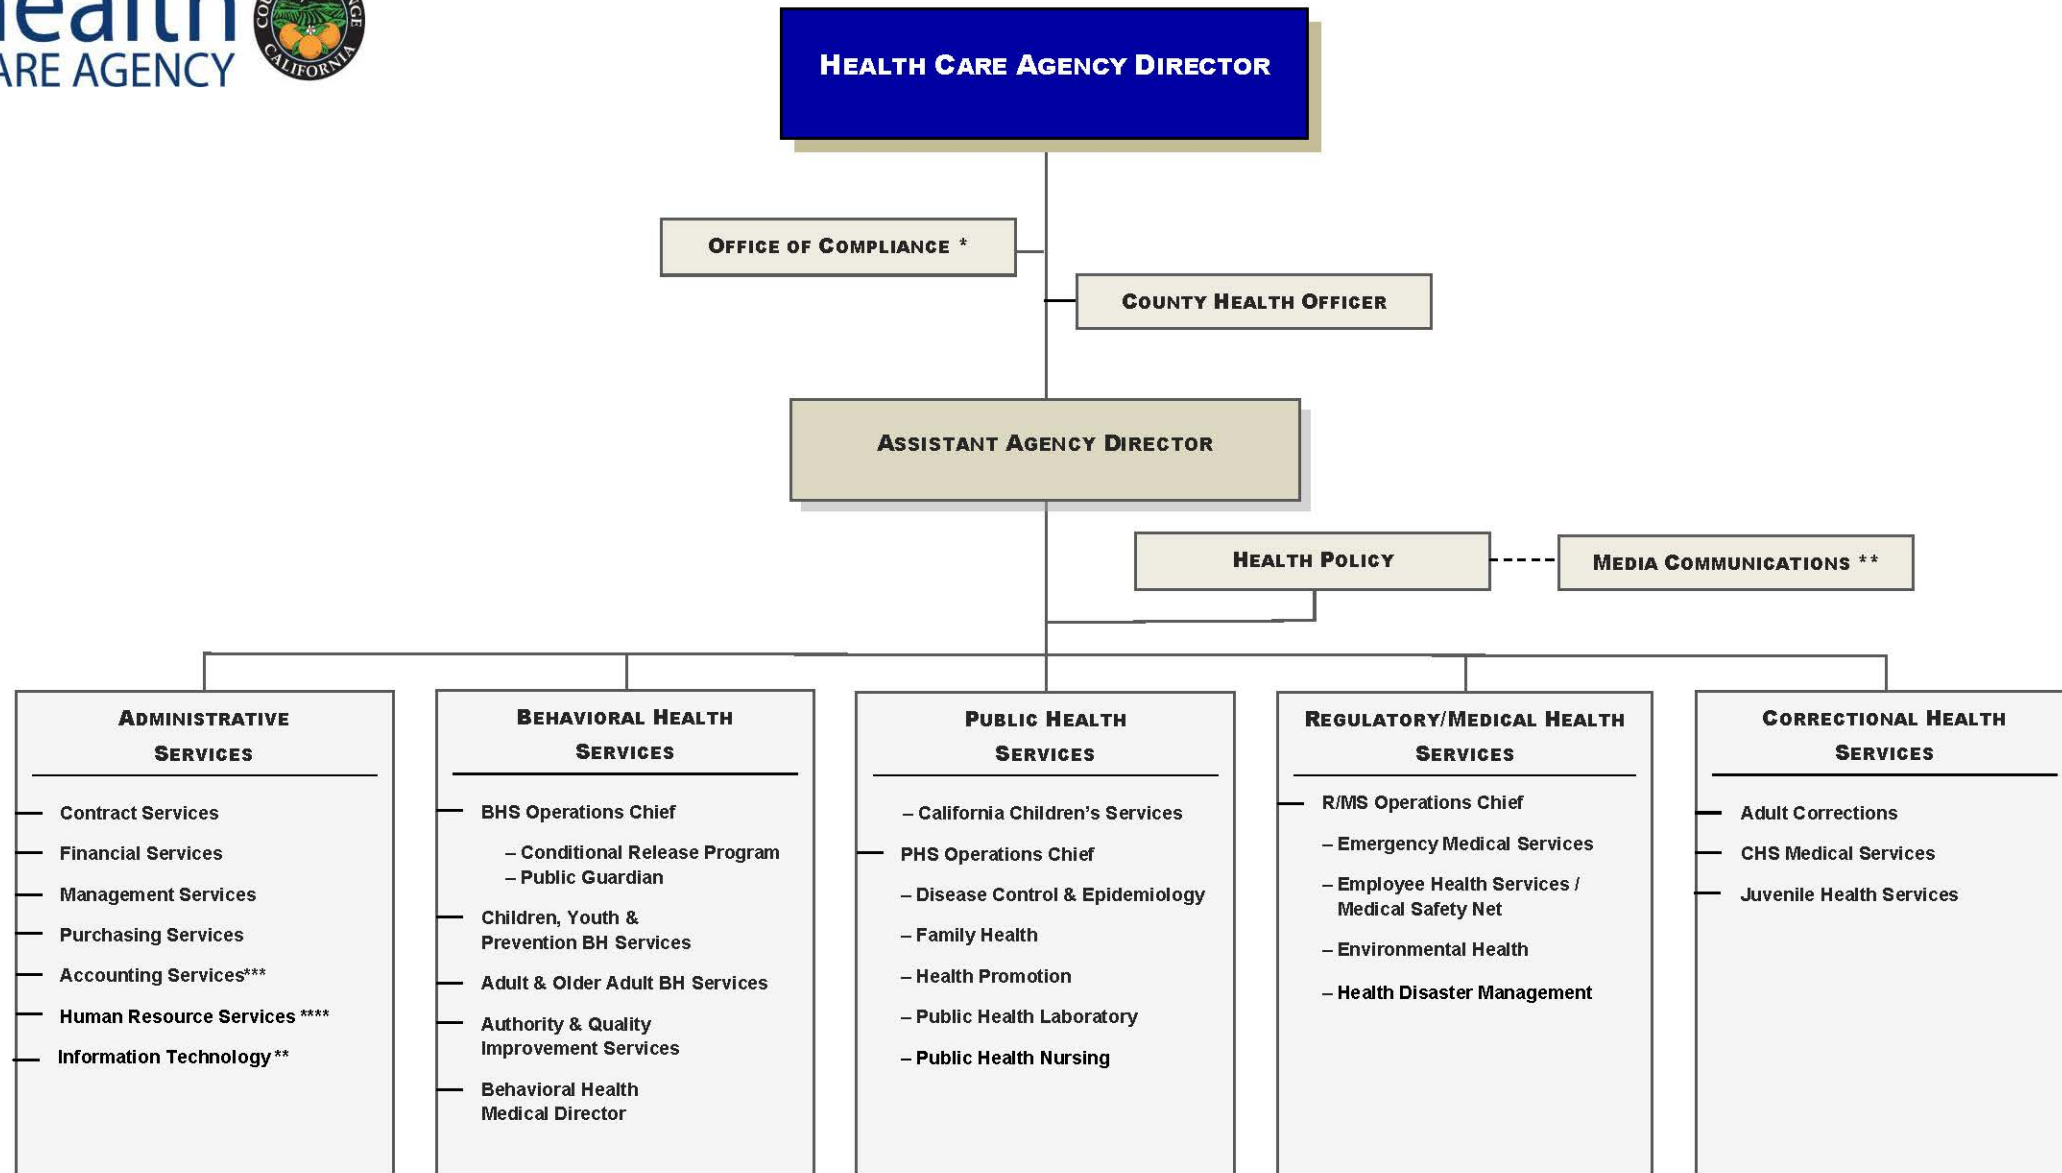 ealth
ARE AGENCY
CALIFORNIA
HEALTH CARE AGENCY DIRECTOR
OFFICE OF COMPLIANCE *
COUNTY HEALTH OFFICER
ASSISTANT AGENCY DIRECTOR
HEALTH POLICY
MEDIA COMMUNICATIONS **
ADMINISTRATIVE
SERVICES
Contract Services
Financial Services
Management Services
Purchasing Services
Accounting Services***
Human Resource Services ****
Information Technology**
BEHAVIORAL HEALTH
SERVICES
BHS Operations Chief
– Conditional Release Program
– Public Guardian
Children, Youth &
Prevention BH Services
Adult & Older Adult BH Services
Authority & Quality
Improvement Services
Behavioral Health
Medical Director
PUBLIC HEALTH
SERVICES
– California Children’s Services
PHS Operations Chief
– Disease Control & Epidemiology
– Family Health
– Health Promotion
– Public Health Laboratory
– Public Health Nursing
REGULATORY/MEDICAL HEALTH
SERVICES
R/MS Operations Chief
– Emergency Medical Services
– Employee Health Services /
Medical Safety Net
– Environmental Health
– Health Disaster Management
CORRECTIONAL HEALTH
SERVICES
Adult Corrections
CHS Medical Services
Juvenile Health Services